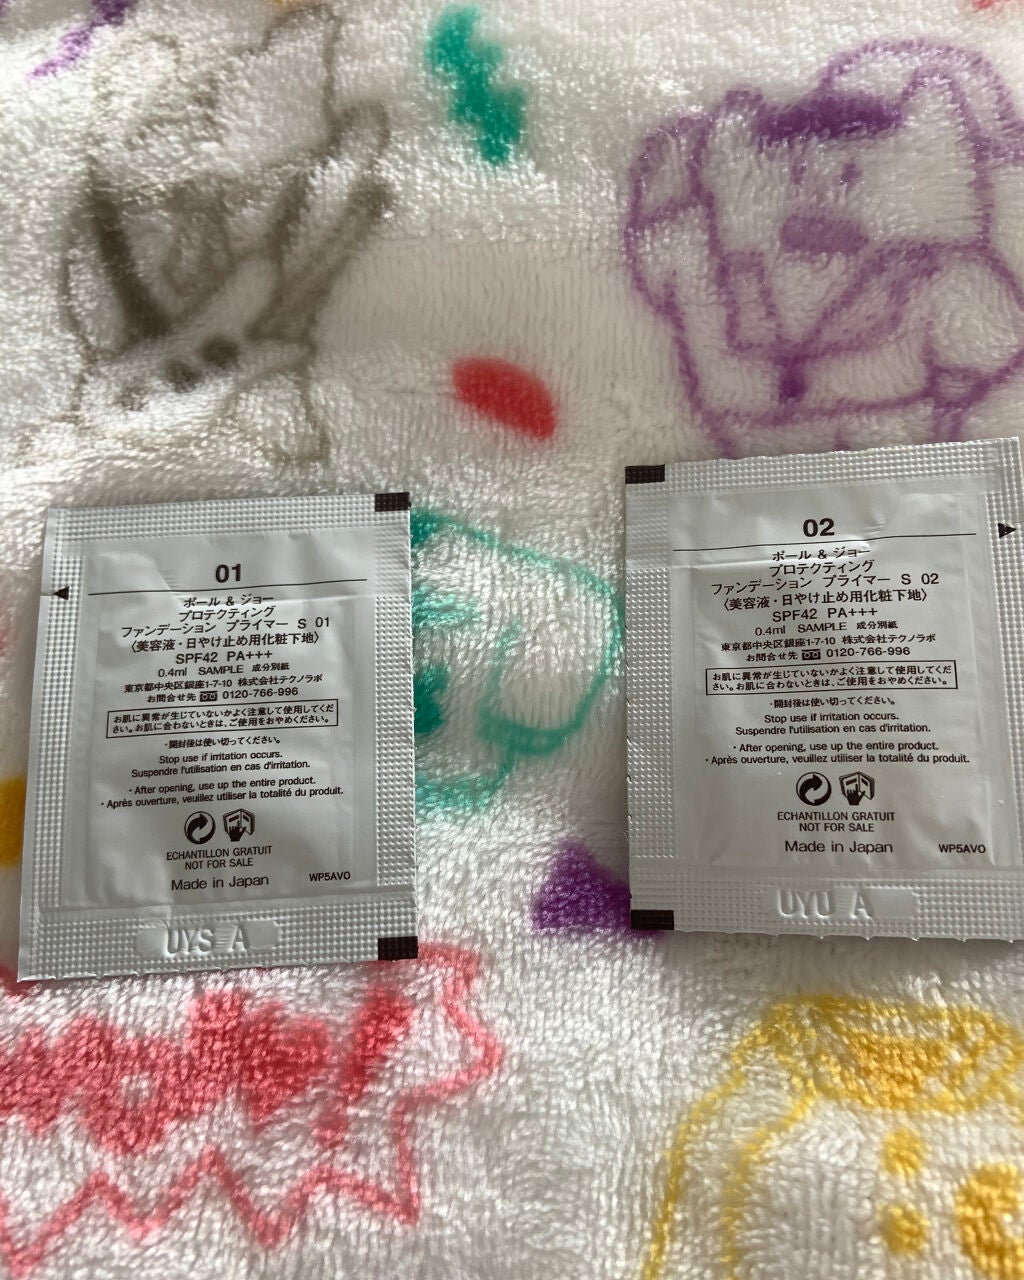 01
ポール & ジョー
プロテクティング
ファンデーション プライマー S 01
〈美容液・日やけ止め用化粧下地〉
SPF42 PA+++
0.4ml SAMPLE 成分別紙
東京都中央区銀座1-7-10 株式会社テクノラボ
お問合せ先 0120-766-996
お肌に異常が生じていないかよく注意して使用してくだ
さい。お肌に合わないときは、ご使用をおやめください。
・開封後は使い切ってください。
Stop use if irritation occurs.
Suspendre l'utilisation en cas d'irritation.
・After opening, use up the entire product.
・Après ouverture, veuillez utiliser la totalité du produit.
ECHANTILLON GRATUIT
NOT FOR SALE
Made in Japan
WP5AVO
UYS A
02
ポール & ジョー
プロテクティング
ファンデーション プライマー S 02
〈美容液・日やけ止め用化粧下地〉
SPF42 PA+++
0.4ml SAMPLE 成分別紙
東京都中央区銀座1-7-10 株式会社テクノラボ
お問合せ先 0120-766-996
お肌に異常が生じていないかよく注意して使用してくだ
さい。お肌に合わないときは、ご使用をおやめください。
・開封後は使い切ってください。
Stop use if irritation occurs.
Suspendre l'utilisation en cas d'irritation.
・After opening, use up the entire product.
・Après ouverture, veuillez utiliser la totalité du produit.
ECHANTILLON GRATUIT
NOT FOR SALE
Made in Japan
WP5AVO
UYU A